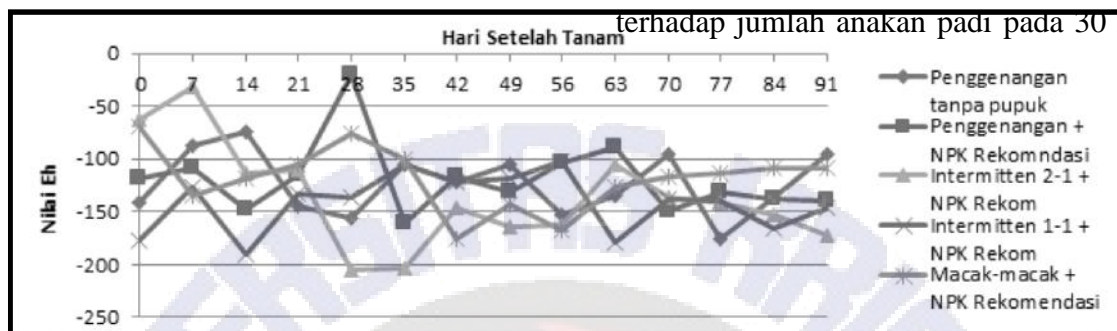 terhadap jumlah anakan padi pada 30
Hari Setelah Tanam
0
0 7 14 21 28 35 42 49 56 63 70 77 84 91
-50
-100
-150
-200
-250
Nilai Eh
Penggenangan
tanpa pupuk
Penggenangan +
NPK Rekomndasi
Intermitten 2-1 +
NPK Rekom
Intermitten 1-1 +
NPK Rekom
Macak-macak +
NPK Rekomendasi